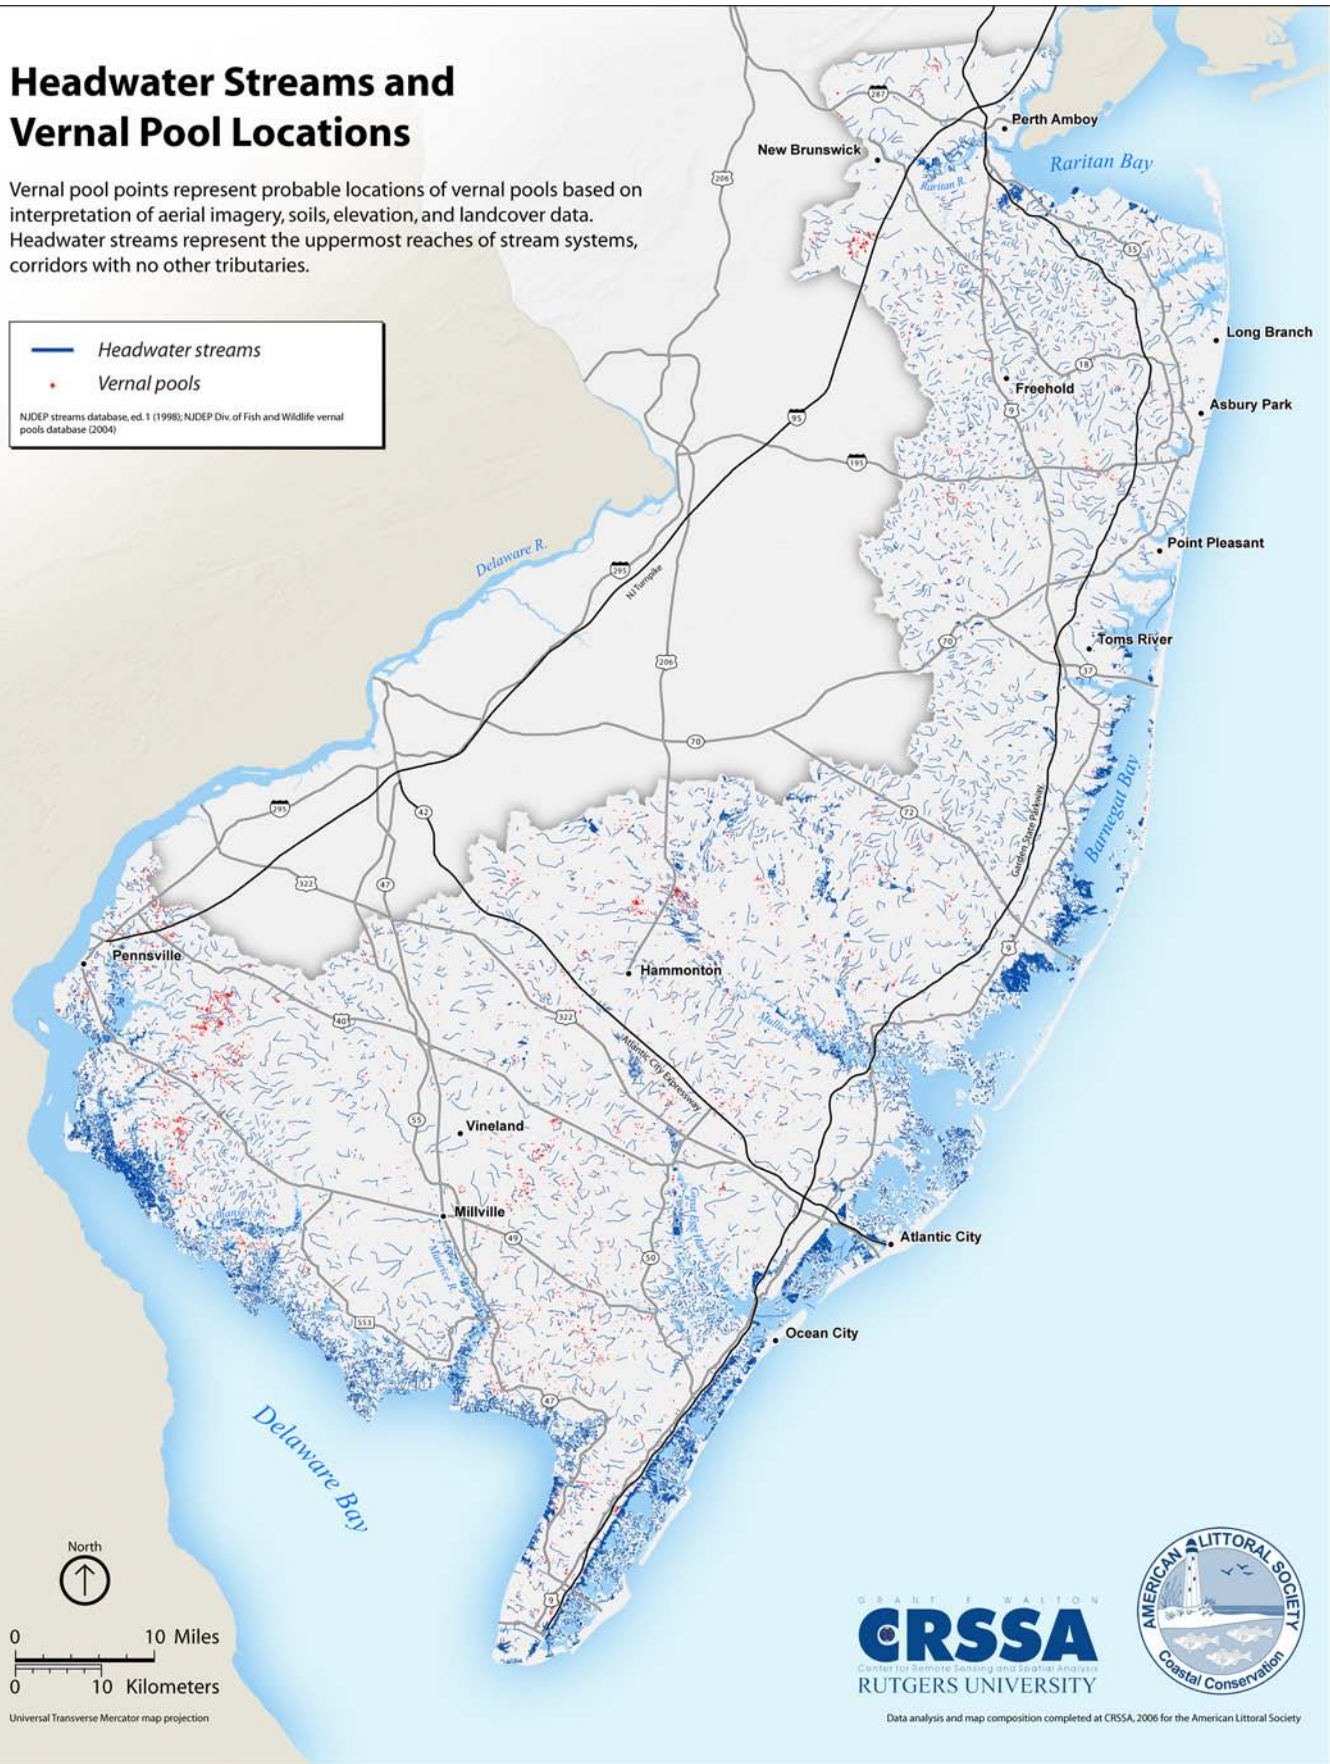 Headwater Streams and
Vernal Pool Locations
Vernal pool points represent probable locations of vernal pools based on
interpretation of aerial imagery, soils, elevation, and landcover data.
Headwater streams represent the uppermost reaches of stream systems,
corridors with no other tributaries.
Headwater streams
Vernal pools
NJDEP streams database, ed. 1 (1998); NJDEP Div. of Fish and Wildlife vernal
pools database (2004)
287
Perth Amboy
New Brunswick
Raritan Bay
206
Raritan R.
35
Long Branch
18
Freehold
9
Asbury Park
95
195
Point Pleasant
Delaware R.
295
NJ Turnpike
70
Toms River
206
37
70
Barnegat Bay
295
42
72
Garden State Parkway
322
47
9
Pennsville
Hammonton
40
322
Mullica
Atlantic City Expressway
55
Vineland
Great Egg Harbor
Cohansey R.
Millville
49
50
Atlantic City
Maurice R.
553
Ocean City
47
Delaware Bay
North
9
0 10 Miles
0 10 Kilometers
Universal Transverse Mercator map projection
GRANT F WALTON
CRSSA
Center for Remote Sensing and Spatial Analysis
RUTGERS UNIVERSITY
AMERICAN LITTORAL SOCIETY
Coastal Conservation
Data analysis and map composition completed at CRSSA, 2006 for the American Littoral Society